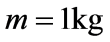 m = 1kg